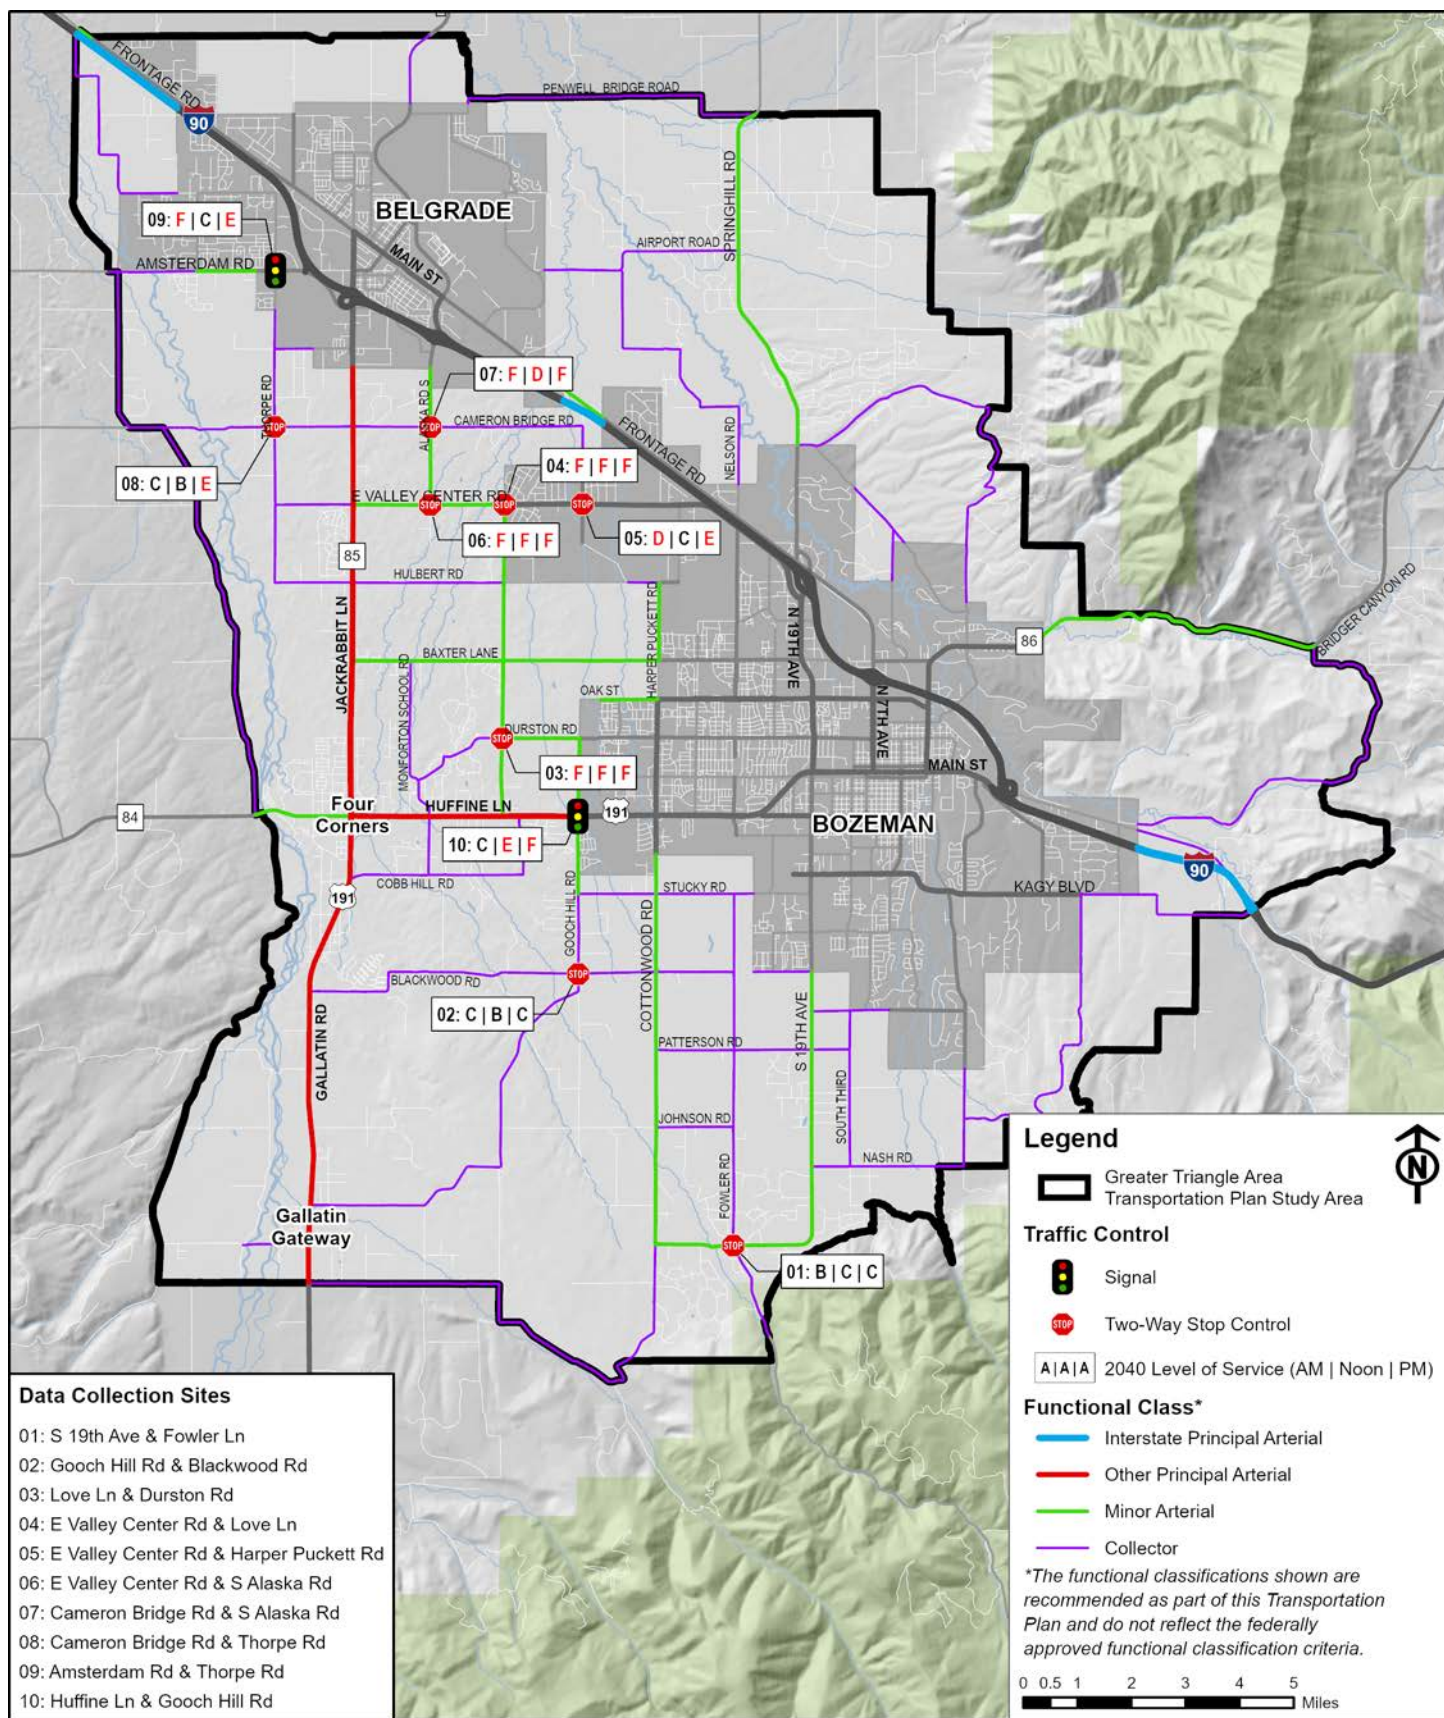 FRONTAGE RD
90
PENWELL BRIDGE ROAD
SPRINGHILL RD
BELGRADE
09: F | C | E
AIRPORT ROAD
AMSTERDAM RD
MAIN ST
07: F | D | F
THORPE RD
ALASKA RD S
STOP
STOP
CAMERON BRIDGE RD
FRONTAGE RD
NELSON RD
04: F | F | F
08: C | B | E
E VALLEY CENTER RD
STOP
STOP
STOP
06: F | F | F
05: D | C | E
85
HULBERT RD
HARPER PUCKETT RD
N 19TH AVE
86
BRIDGER CANYON RD
JACKRABBIT LN
BAXTER LANE
MONFORTON SCHOOL RD
OAK ST
N 7TH AVE
STOP
DURSTON RD
MAIN ST
03: F | F | F
84
Four
Corners
HUFFINE LN
191
BOZEMAN
10: C | E | F
90
COBB HILL RD
191
GOOCH HILL RD
STUCKY RD
KAGY BLVD
COTTONWOOD RD
BLACKWOOD RD
STOP
02: C | B | C
GALLATIN RD
S 19TH AVE
PATTERSON RD
SOUTH THIRD
JOHNSON RD
NASH RD
FOWLER RD
Gallatin
Gateway
STOP
01: B | C | C
Legend
N
Greater Triangle Area
Transportation Plan Study Area
Traffic Control
Signal
STOP
Two-Way Stop Control
A | A | A
2040 Level of Service (AM | Noon | PM)
Functional Class*
Interstate Principal Arterial
Other Principal Arterial
Minor Arterial
Collector
*The functional classifications shown are
recommended as part of this Transportation
Plan and do not reflect the federally
approved functional classification criteria.
0 0.5 1 2 3 4 5
Miles
Data Collection Sites
01: S 19th Ave & Fowler Ln
02: Gooch Hill Rd & Blackwood Rd
03: Love Ln & Durston Rd
04: E Valley Center Rd & Love Ln
05: E Valley Center Rd & Harper Puckett Rd
06: E Valley Center Rd & S Alaska Rd
07: Cameron Bridge Rd & S Alaska Rd
08: Cameron Bridge Rd & Thorpe Rd
09: Amsterdam Rd & Thorpe Rd
10: Huffine Ln & Gooch Hill Rd